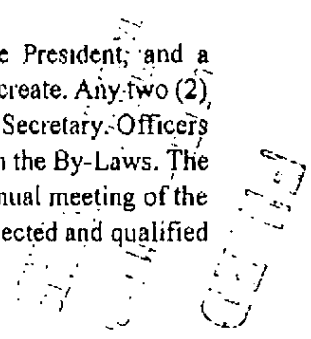 e President, and a
create. Any two (2)
Secretary. Officers
n the By-Laws. The
nual meeting of the
ected and qualified